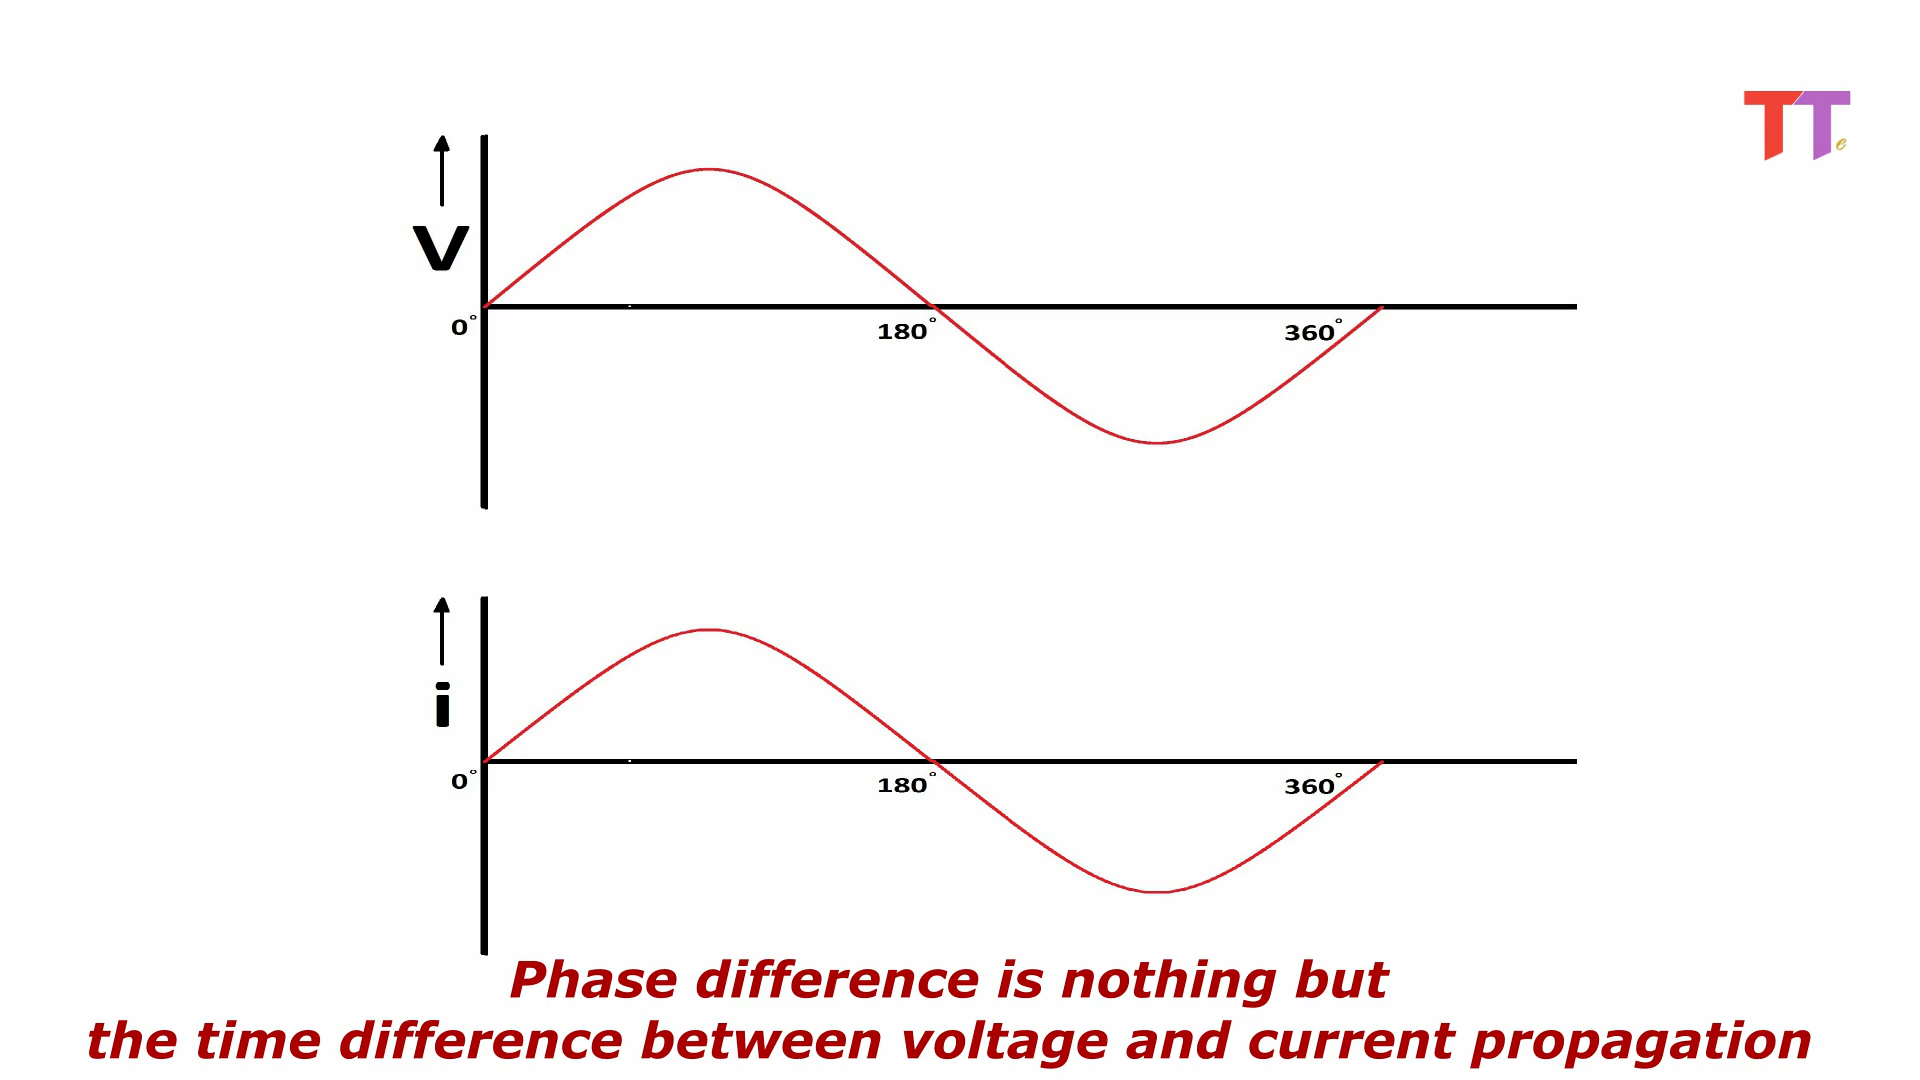 TTe
V
0°
180°
360°
i
0°
180°
360°
Phase difference is nothing but
the time difference between voltage and current propagation